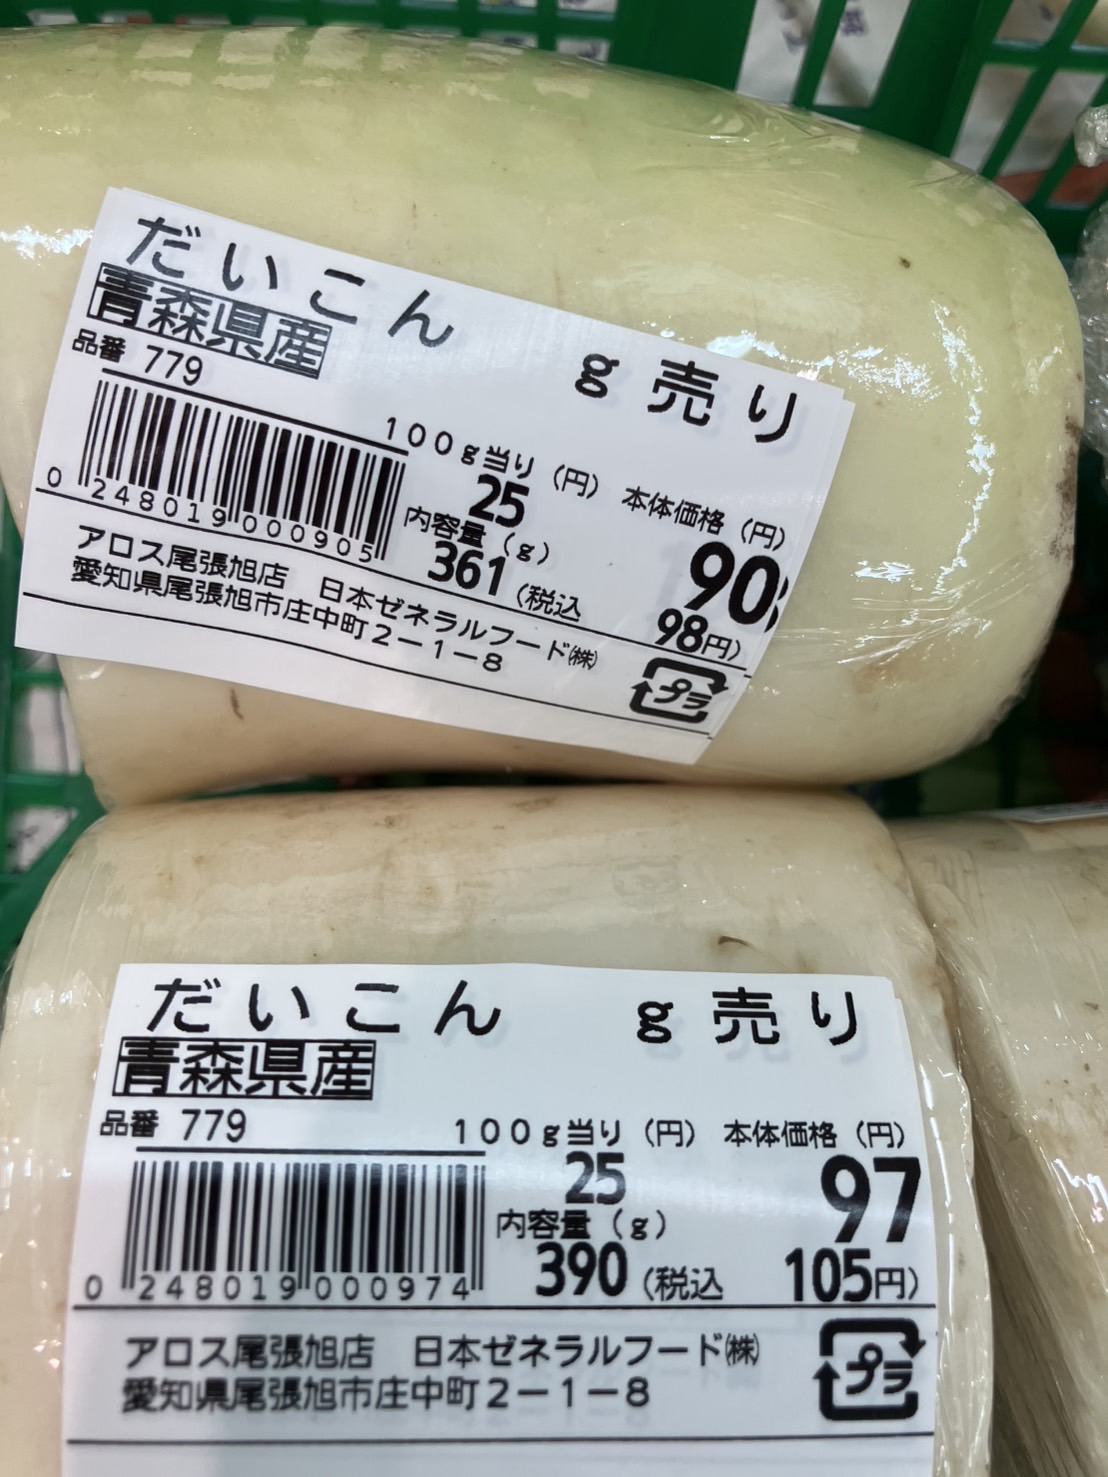 だいこん g売り
青森県産
品番 779
100g当り (円) 本体価格 (円)
25 90
内容量 (g)
361 (税込 98円)
0 248019 000905
アロス尾張旭店 日本ゼネラルフード㈱
愛知県尾張旭市庄中町2-1-8
プラ
だいこん g売り
青森県産
品番 779
100g当り (円) 本体価格 (円)
25 97
内容量 (g)
390 (税込 105円)
0 248019 000974
アロス尾張旭店 日本ゼネラルフード㈱
愛知県尾張旭市庄中町2-1-8
プラ